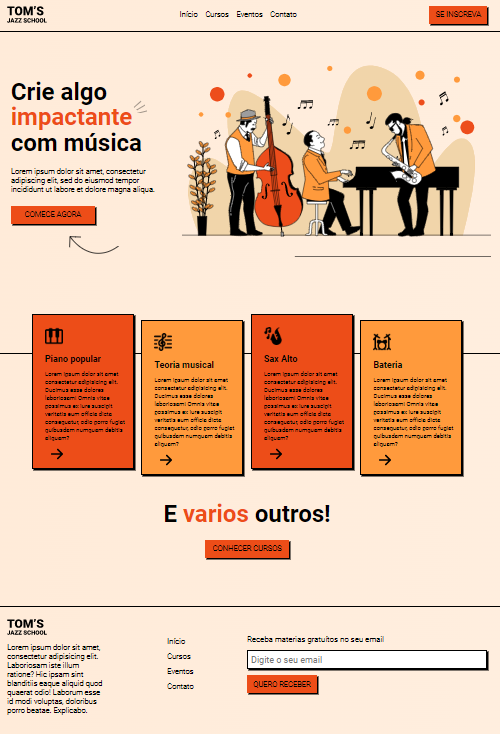 TOM'S
JAZZ SCHOOL
Início Cursos Eventos Contato
SE INSCREVA
Crie algo
impactante
com música
Lorem ipsum dolor sit amet, consectetur
adipiscing elit, sed do eiusmod tempor
incididunt ut labore et dolore magna aliqua.
COMECE AGORA
Piano popular
Lorem ipsum dolor sit amet
consectetur adipisicing elit.
Ducimus esse dolores
laboriosam! Omnis vitae
possimus ex iure suscipit
veritatis eum officiis dicta
consequatur, odio porro fugiat
quibusdam numquam debitis
aliquam?
Teoria musical
Lorem ipsum dolor sit amet
consectetur adipisicing elit.
Ducimus esse dolores
laboriosam! Omnis vitae
possimus ex iure suscipit
veritatis eum officiis dicta
consequatur, odio porro fugiat
quibusdam numquam debitis
aliquam?
Sax Alto
Lorem ipsum dolor sit amet
consectetur adipisicing elit.
Ducimus esse dolores
laboriosam! Omnis vitae
possimus ex iure suscipit
veritatis eum officiis dicta
consequatur, odio porro fugiat
quibusdam numquam debitis
aliquam?
Bateria
Lorem ipsum dolor sit amet
consectetur adipisicing elit.
Ducimus esse dolores
laboriosam! Omnis vitae
possimus ex iure suscipit
veritatis eum officiis dicta
consequatur, odio porro fugiat
quibusdam numquam debitis
aliquam?
E varios outros!
CONHECER CURSOS
TOM'S
JAZZ SCHOOL
Lorem ipsum dolor sit amet,
consectetur adipisicing elit.
Laboriosam iste illum
ratione? Hic ipsam sint
blanditiis eaque aliquid quod
quaerat odio! Laborum esse
id modi voluptas, doloribus
porro beatae. Explicabo.
Início
Cursos
Eventos
Contato
Receba materias gratuitos no seu email
Digite o seu email
QUERO RECEBER